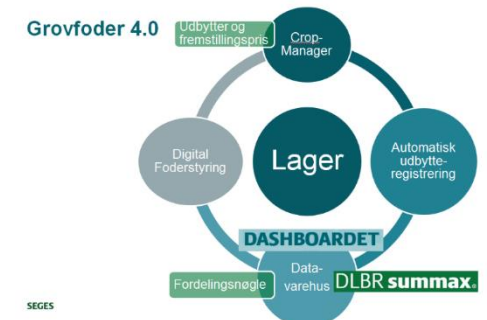 Grovfoder 4.0
Udbytter og
fremstillingspris
Crop-
Manager
Digital
Foderstyring
Lager
Automatisk
udbytte-
registrering
DASHBOARDET
Data-
varehus
Fordelingsnøgle
DLBR summax.
SEGES